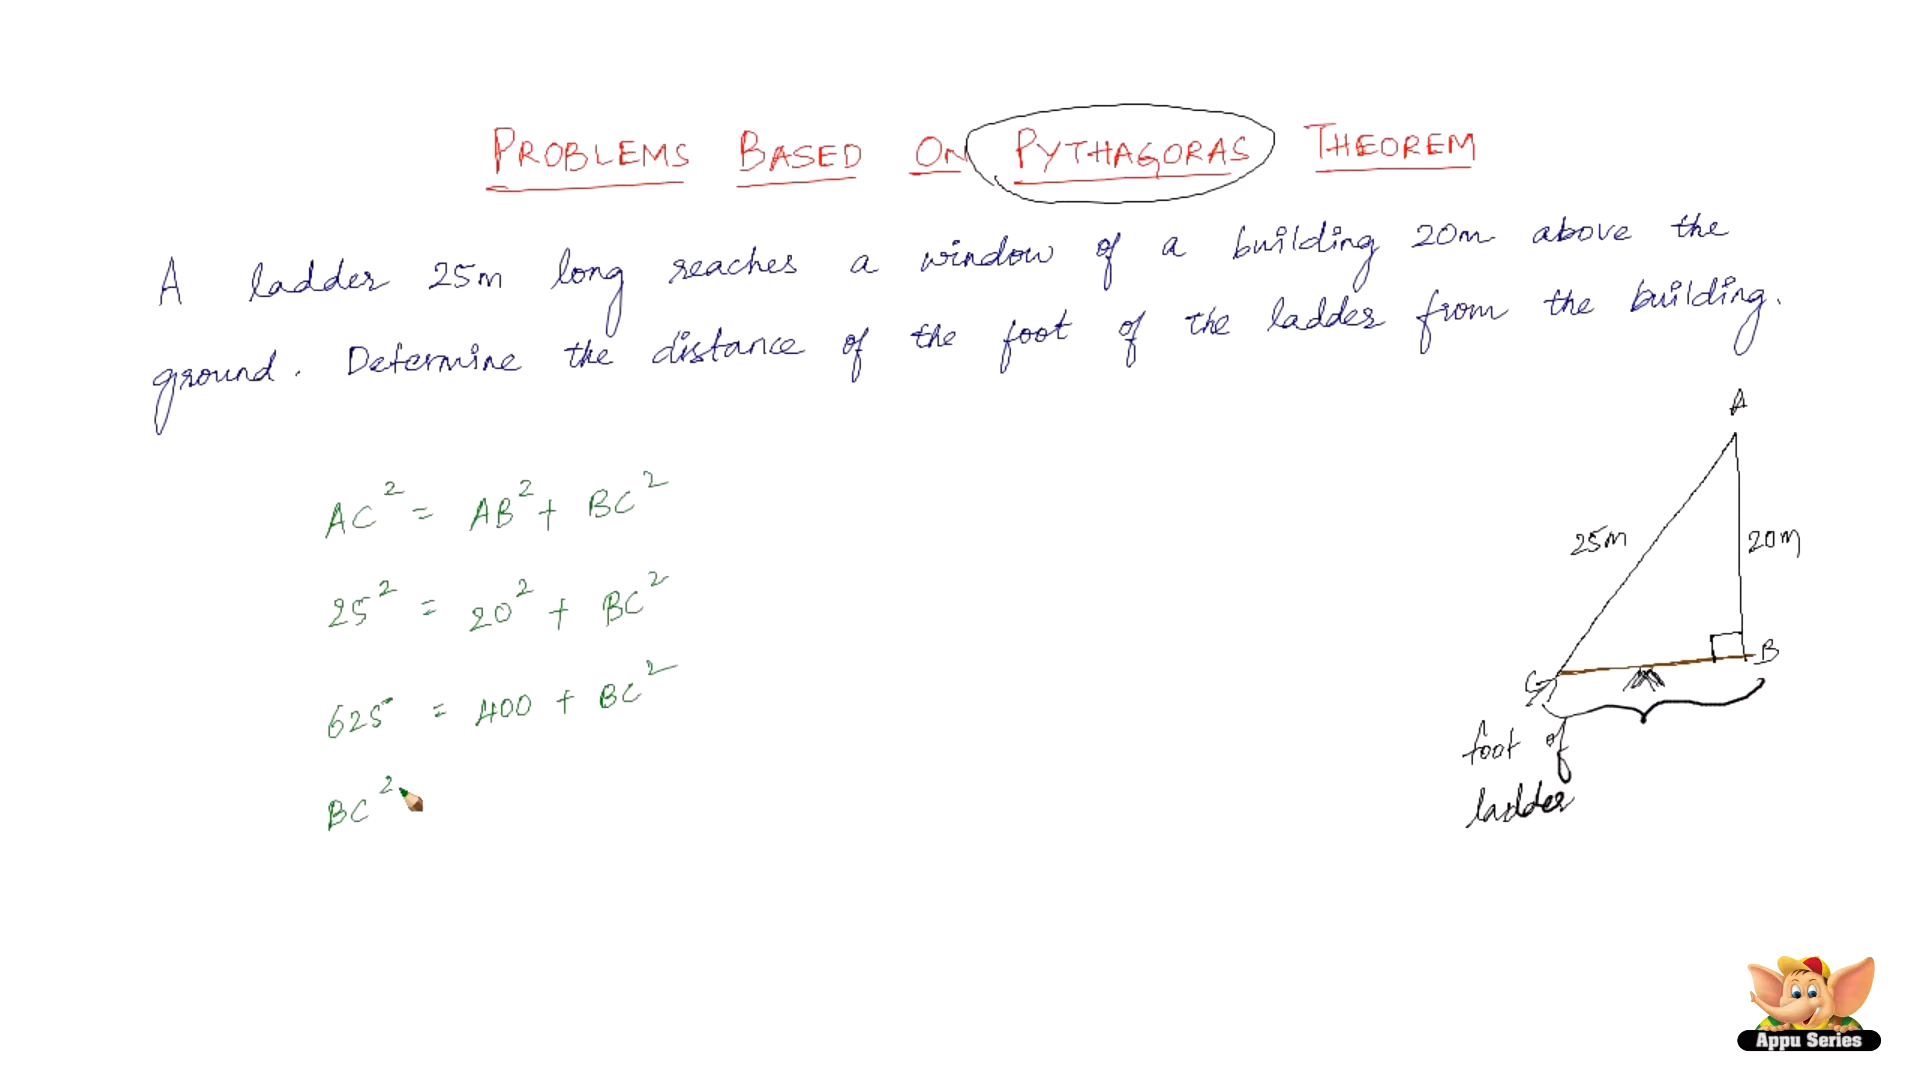 PROBLEMS BASED ON PYTHAGORAS THEOREM
A ladder 25m long reaches a window of a building 20m above the
ground. Determine the distance of the foot of the ladder from the building.
AC² = AB² + BC²
25² = 20² + BC²
625 = 400 + BC²
BC²
A
25m
20m
B
C
foot of
ladder
Appu Series